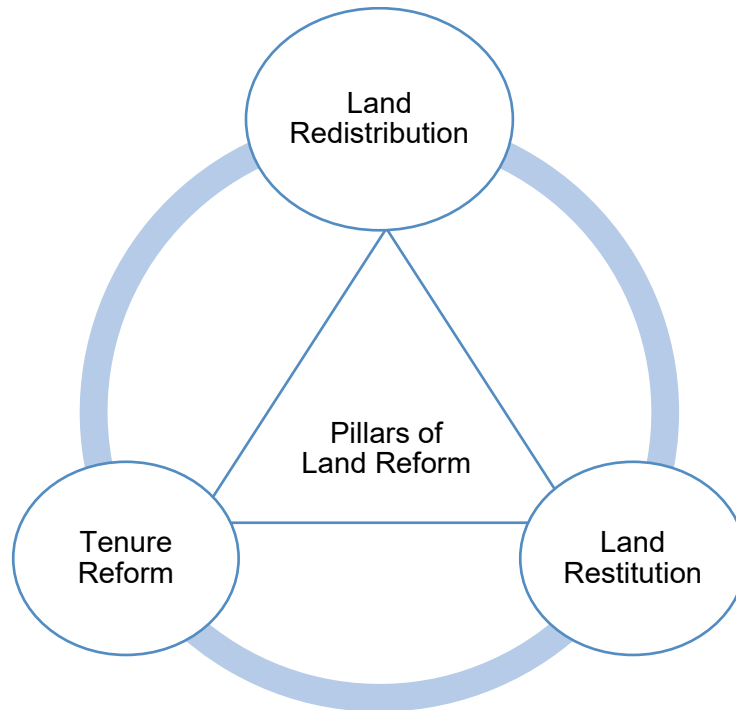 Land
Redistribution
Pillars of
Land Reform
Tenure
Reform
Land
Restitution